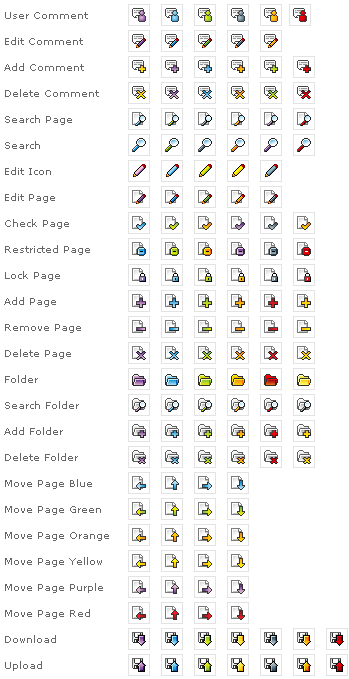 User Comment
Edit Comment
Add Comment
Delete Comment
Search Page
Search
Edit Icon
Edit Page
Check Page
Restricted Page
Lock Page
Add Page
Remove Page
Delete Page
Folder
Search Folder
Add Folder
Delete Folder
Move Page Blue
Move Page Green
Move Page Orange
Move Page Yellow
Move Page Purple
Move Page Red
Download
Upload